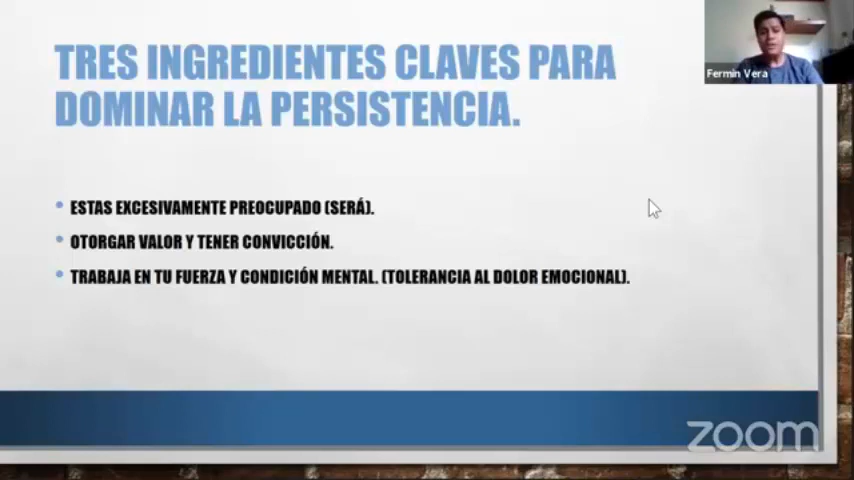 TRES INGREDIENTES CLAVES PARA
DOMINAR LA PERSISTENCIA.
Fermin Vera
• ESTAS EXCESIVAMENTE PREOCUPADO (SERÁ).
• OTORGAR VALOR Y TENER CONVICCIÓN.
• TRABAJA EN TU FUERZA Y CONDICIÓN MENTAL. (TOLERANCIA AL DOLOR EMOCIONAL).
zoom